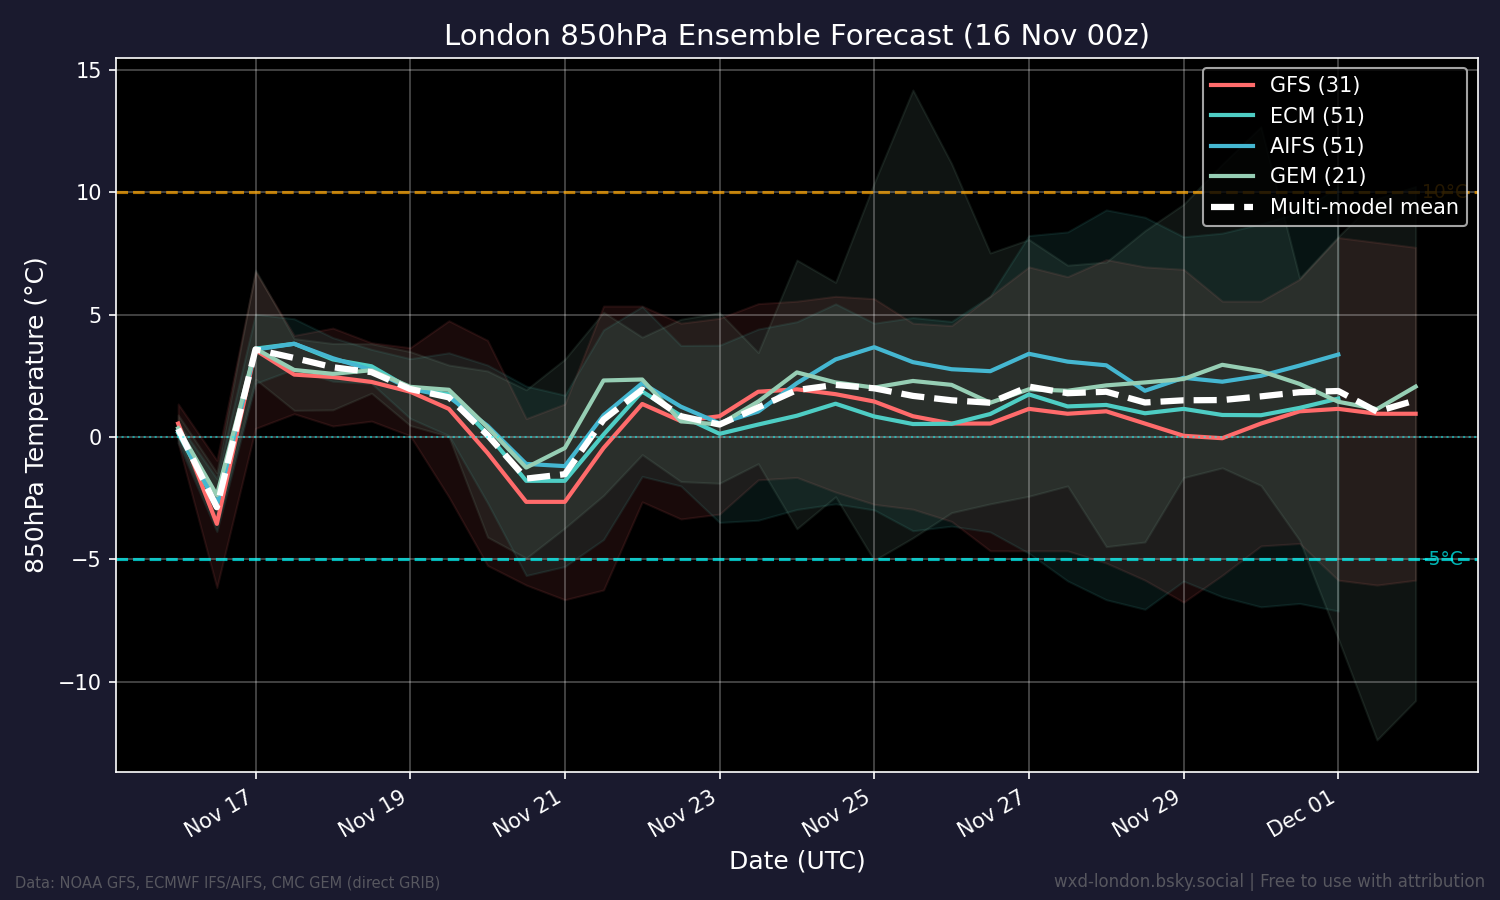 London 850hPa Ensemble Forecast (16 Nov 00z)
GFS (31)
ECM (51)
AIFS (51)
GEM (21)
Multi-model mean
15
10
5
0
−5
−10
10°C
-5°C
850hPa Temperature (°C)
Nov 17
Nov 19
Nov 21
Nov 23
Nov 25
Nov 27
Nov 29
Dec 01
Date (UTC)
Data: NOAA GFS, ECMWF IFS/AIFS, CMC GEM (direct GRIB)
wxd-london.bsky.social | Free to use with attribution